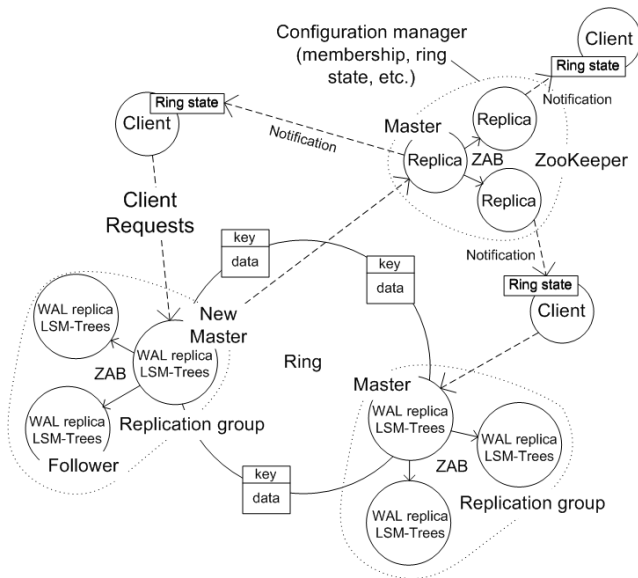 Configuration manager
(membership, ring
state, etc.)
Client
Ring state
Notification
Ring state
Client
Notification
Master
Replica
Replica
ZAB
ZooKeeper
Replica
Client
Requests
key
data
key
data
Notification
Ring state
Client
New
Master
WAL replica
LSM-Trees
WAL replica
LSM-Trees
ZAB
Ring
Master
WAL replica
LSM-Trees
Replication group
WAL replica
LSM-Trees
Follower
WAL replica
LSM-Trees
ZAB
key
data
Replication group
WAL replica
LSM-Trees